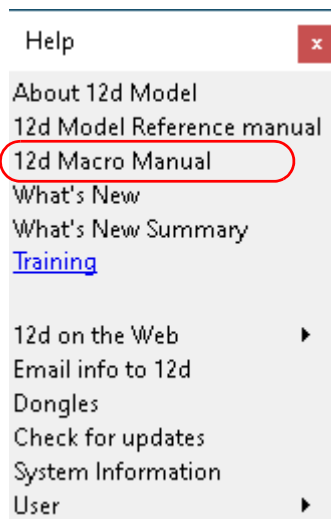 Help x
About 12d Model
12d Model Reference manual
12d Macro Manual
What's New
What's New Summary
Training
12d on the Web
Email info to 12d
Dongles
Check for updates
System Information
User